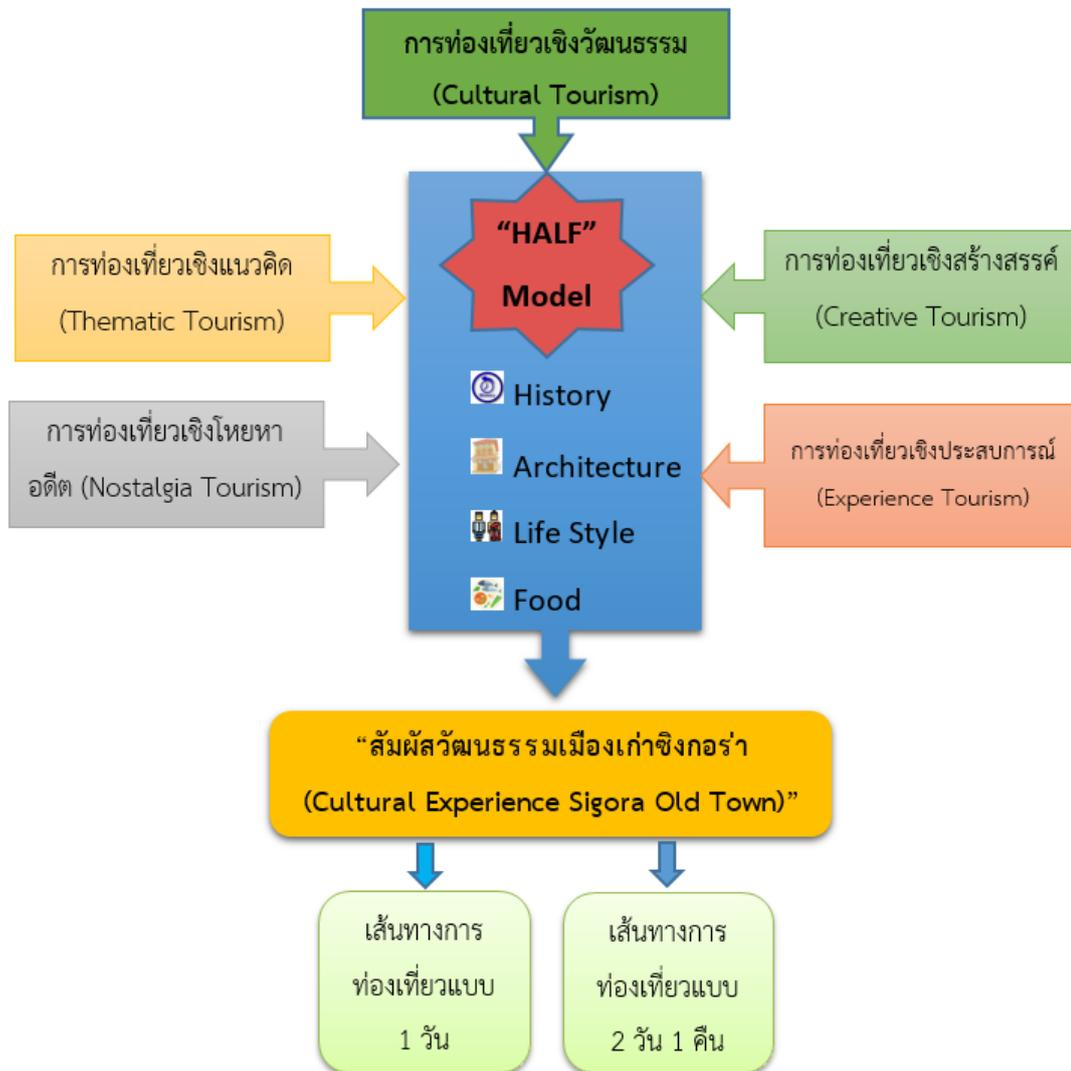 การท่องเที่ยวเชิงวัฒนธรรม
(Cultural Tourism)
“HALF”
Model
การท่องเที่ยวเชิงแนวคิด
(Thematic Tourism)
การท่องเที่ยวเชิงสร้างสรรค์
(Creative Tourism)
การท่องเที่ยวเชิงโหยหา
อดีต (Nostalgia Tourism)
การท่องเที่ยวเชิงประสบการณ์
(Experience Tourism)
History
Architecture
Life Style
Food
“สัมผัสวัฒนธรรมเมืองเก่าซิงกอร่า
(Cultural Experience Sigora Old Town)”
เส้นทางการ
ท่องเที่ยวแบบ
1 วัน
เส้นทางการ
ท่องเที่ยวแบบ
2 วัน 1 คืน